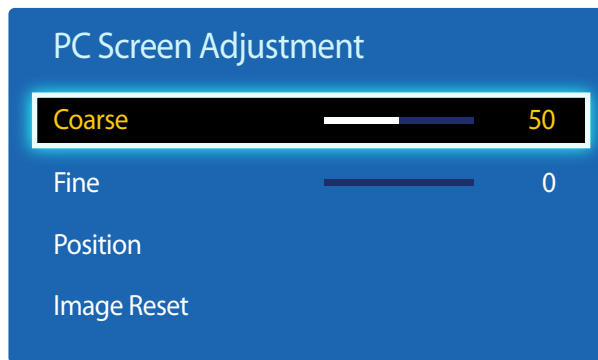 PC Screen Adjustment
Coarse 50
Fine 0
Position
Image Reset